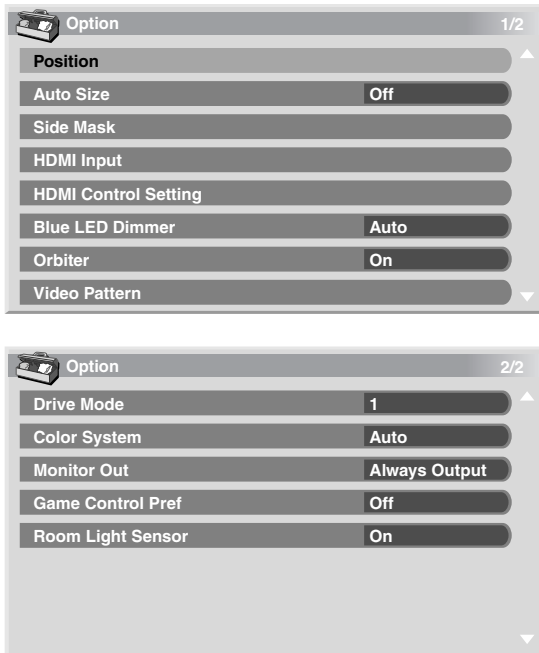 Option 1/2
Position
Auto Size Off
Side Mask
HDMI Input
HDMI Control Setting
Blue LED Dimmer Auto
Orbiter On
Video Pattern
Option 2/2
Drive Mode 1
Color System Auto
Monitor Out Always Output
Game Control Pref Off
Room Light Sensor On